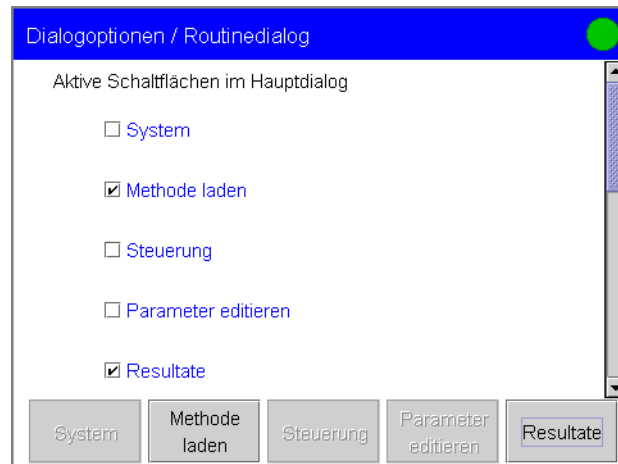 Dialogoptionen / Routinedialog
Aktive Schaltflächen im Hauptdialog
System
Methode laden
Steuerung
Parameter editieren
Resultate
System
Methode
laden
Steuerung
Parameter
editieren
Resultate